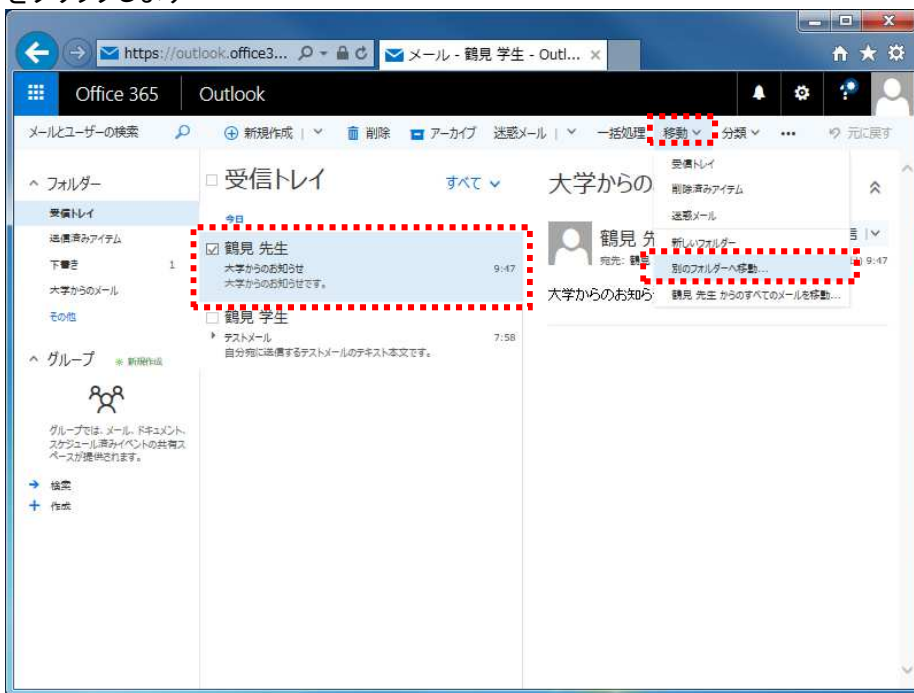 をクリックします
https://outlook.office3...
メール - 鶴見 学生 - Outl...
Office 365
Outlook
メールとユーザーの検索
新規作成
削除
アーカイブ
迷惑メール
一括処理
移動
分類
元に戻す
フォルダー
受信トレイ
送信済みアイテム
下書き 1
大学からのメール
その他
グループ
新規作成
グループでは、メール、ドキュメント、
スケジュール済みイベントの共有ス
ペースが提供されます。
検索
作成
受信トレイ
すべて
今日
鶴見 先生
大学からのお知らせ 9:47
大学からのお知らせです。
鶴見 学生
テストメール 7:58
自分宛に送信するテストメールのテキスト本文です。
大学からの
鶴見
宛先: 鶴見
9:47
大学からのお知ら
受信トレイ
削除済みアイテム
迷惑メール
新しいフォルダー
別のフォルダーへ移動...
鶴見 先生 からのすべてのメールを移動...